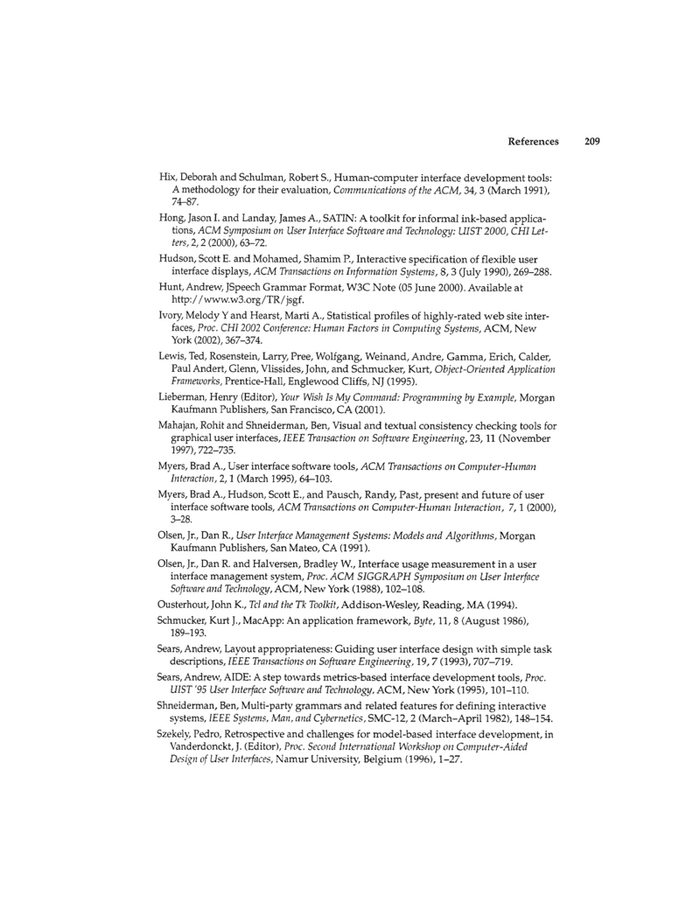 References 209
Hix, Deborah and Schulman, Robert S., Human-computer interface development tools:
A methodology for their evaluation, Communications of the ACM, 34, 3 (March 1991),
74–87.
Hong, Jason I. and Landay, James A., SATIN: A toolkit for informal ink-based applica-
tions, ACM Symposium on User Interface Software and Technology: UIST 2000, CHI Let-
ters, 2, 2 (2000), 63–72.
Hudson, Scott E. and Mohamed, Shamim P., Interactive specification of flexible user
interface displays, ACM Transactions on Information Systems, 8, 3 (July 1990), 269–288.
Hunt, Andrew, JSpeech Grammar Format, W3C Note (05 June 2000). Available at
http://www.w3.org/TR/jsgf.
Ivory, Melody Y and Hearst, Marti A., Statistical profiles of highly-rated web site inter-
faces, Proc. CHI 2002 Conference: Human Factors in Computing Systems, ACM, New
York (2002), 367–374.
Lewis, Ted, Rosenstein, Larry, Pree, Wolfgang, Weinand, Andre, Gamma, Erich, Calder,
Paul Andert, Glenn, Vlissides, John, and Schmucker, Kurt, Object-Oriented Application
Frameworks, Prentice-Hall, Englewood Cliffs, NJ (1995).
Lieberman, Henry (Editor), Your Wish Is My Command: Programming by Example, Morgan
Kaufmann Publishers, San Francisco, CA (2001).
Mahajan, Rohit and Shneiderman, Ben, Visual and textual consistency checking tools for
graphical user interfaces, IEEE Transaction on Software Engineering, 23, 11 (November
1997), 722–735.
Myers, Brad A., User interface software tools, ACM Transactions on Computer-Human
Interaction, 2, 1 (March 1995), 64–103.
Myers, Brad A., Hudson, Scott E., and Pausch, Randy, Past, present and future of user
interface software tools, ACM Transactions on Computer-Human Interaction, 7, 1 (2000),
3–28.
Olsen, Jr., Dan R., User Interface Management Systems: Models and Algorithms, Morgan
Kaufmann Publishers, San Mateo, CA (1991).
Olsen, Jr., Dan R. and Halversen, Bradley W., Interface usage measurement in a user
interface management system, Proc. ACM SIGGRAPH Symposium on User Interface
Software and Technology, ACM, New York (1988), 102–108.
Ousterhout, John K., Tcl and the Tk Toolkit, Addison-Wesley, Reading, MA (1994).
Schmucker, Kurt J., MacApp: An application framework, Byte, 11, 8 (August 1986),
189–193.
Sears, Andrew, Layout appropriateness: Guiding user interface design with simple task
descriptions, IEEE Transactions on Software Engineering, 19, 7 (1993), 707–719.
Sears, Andrew, AIDE: A step towards metrics-based interface development tools, Proc.
UIST '95 User Interface Software and Technology, ACM, New York (1995), 101–110.
Shneiderman, Ben, Multi-party grammars and related features for defining interactive
systems, IEEE Systems, Man, and Cybernetics, SMC-12, 2 (March–April 1982), 148–154.
Szekely, Pedro, Retrospective and challenges for model-based interface development, in
Vanderdonckt, J. (Editor), Proc. Second International Workshop on Computer-Aided
Design of User Interfaces, Namur University, Belgium (1996), 1–27.